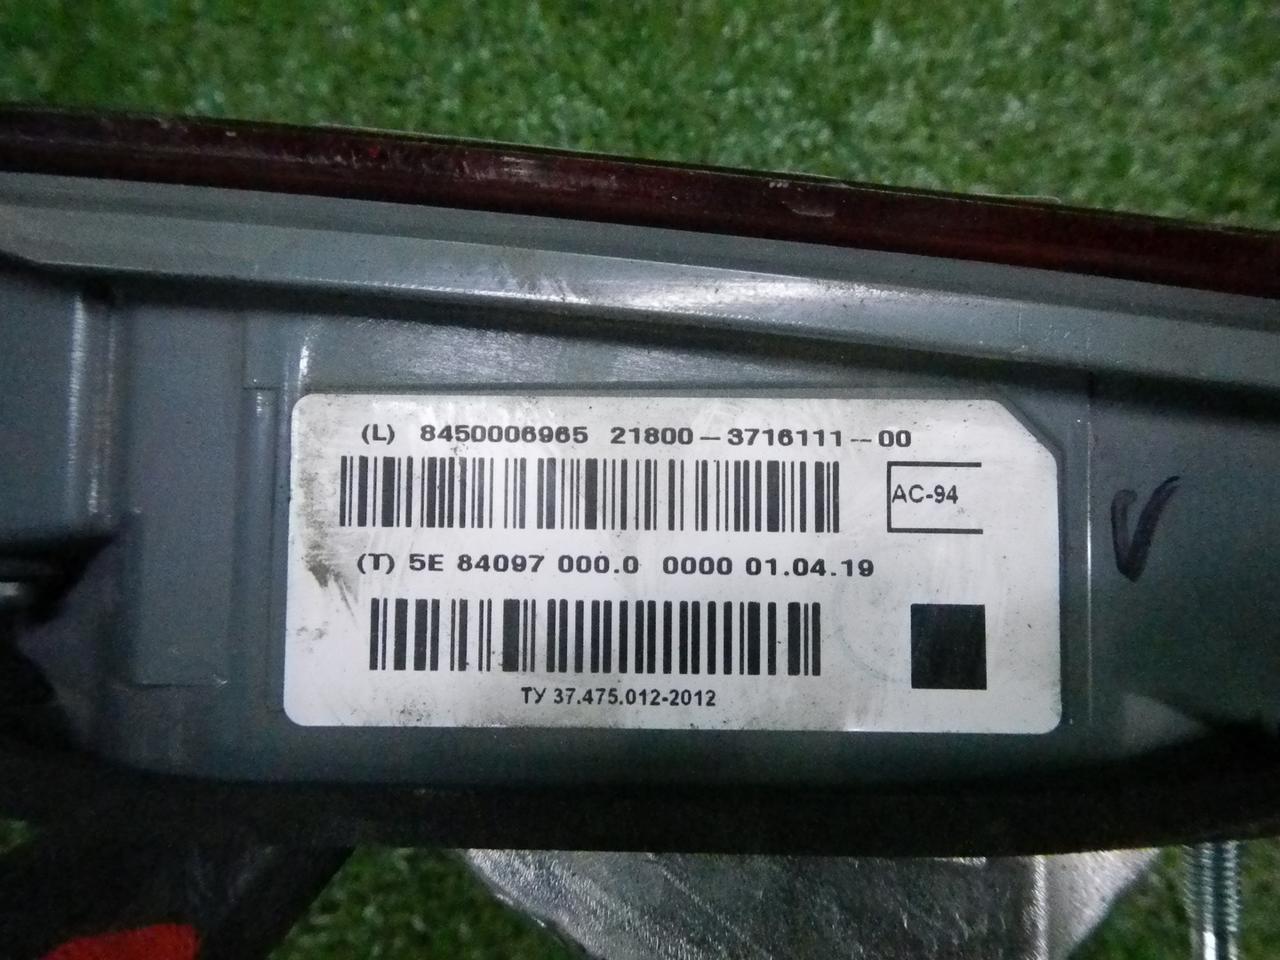 (L) 8450006965 21800-3716111-00
AC-94
(T) 5E 84097 000.0 0000 01.04.19
ТУ 37.475.012-2012
V